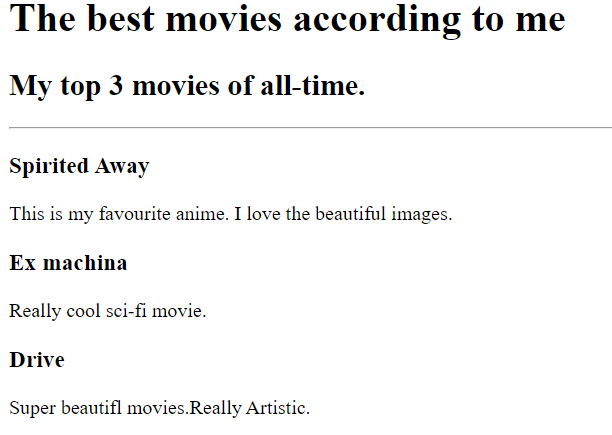 The best movies according to me
My top 3 movies of all-time.
Spirited Away
This is my favourite anime. I love the beautiful images.
Ex machina
Really cool sci-fi movie.
Drive
Super beautifl movies.Really Artistic.